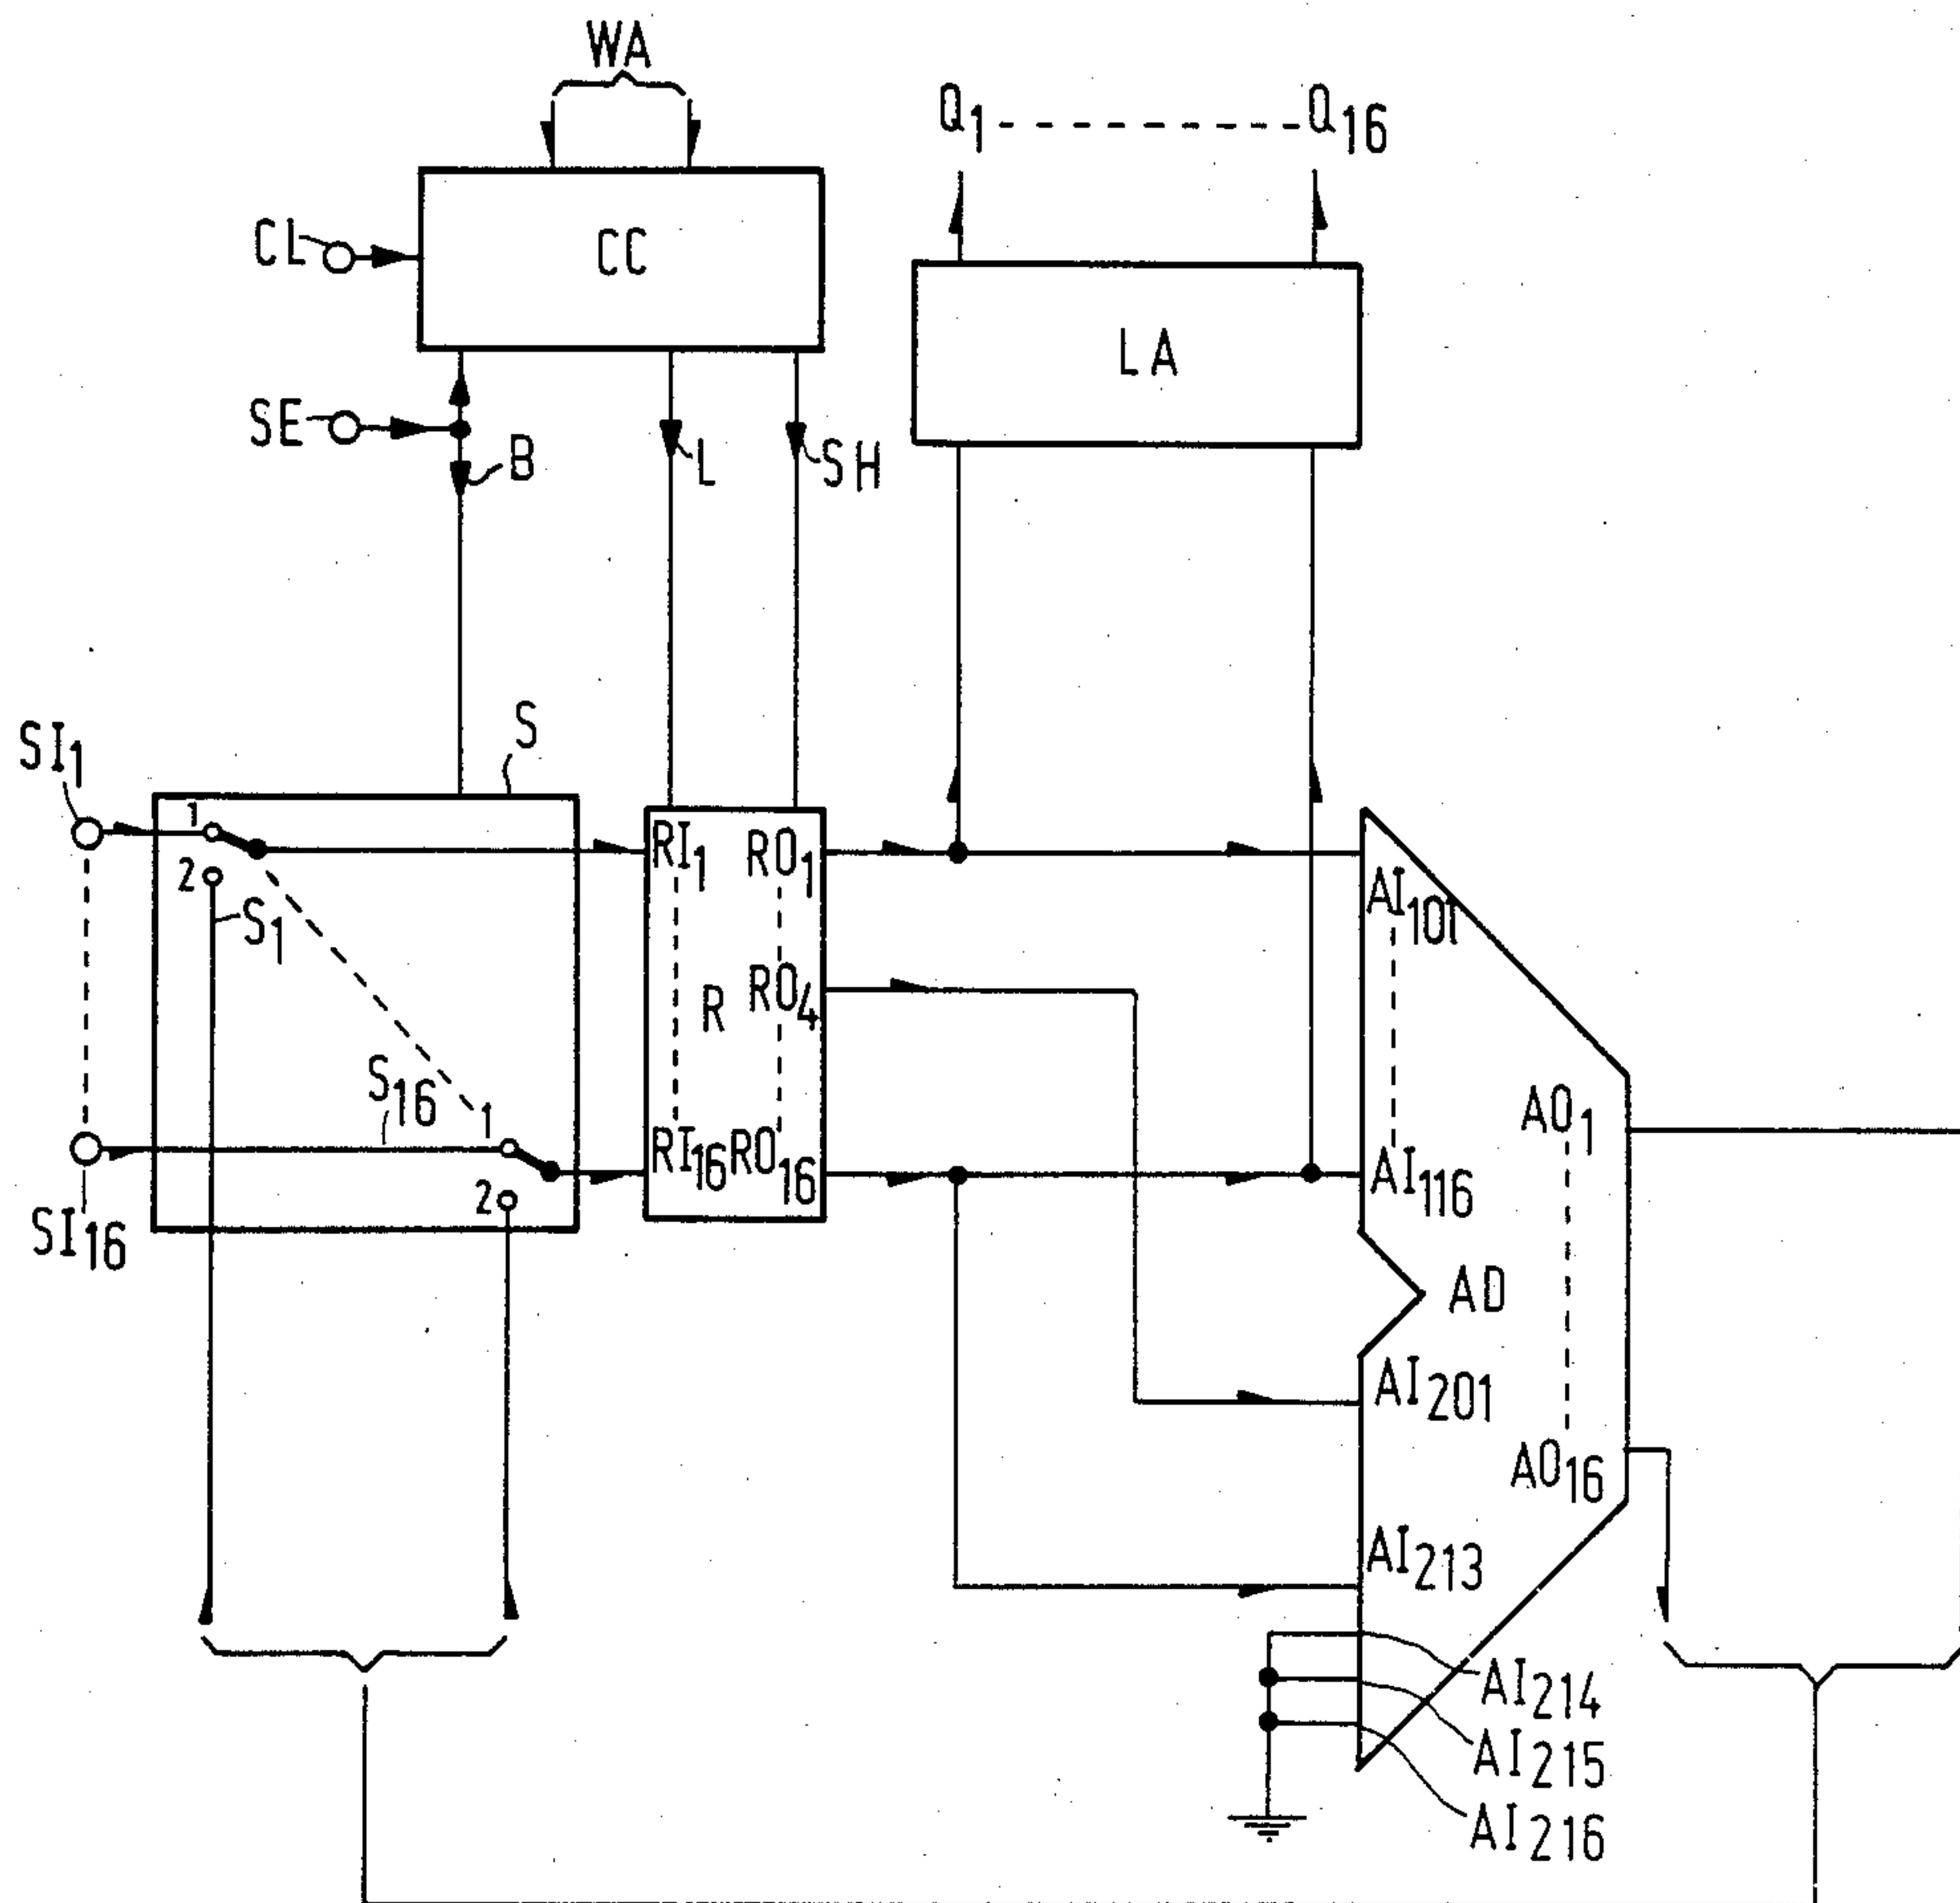 WA
Q1 Q16
CL
CC
LA
SE
B
L
SH
S
SI1
1
2
S1
S16
1
2
SI16
RI1
RO1
R
RO4
RI16
RO16
AI101
AI116
AD
AO1
AO16
AI201
AI213
AI214
AI215
AI216